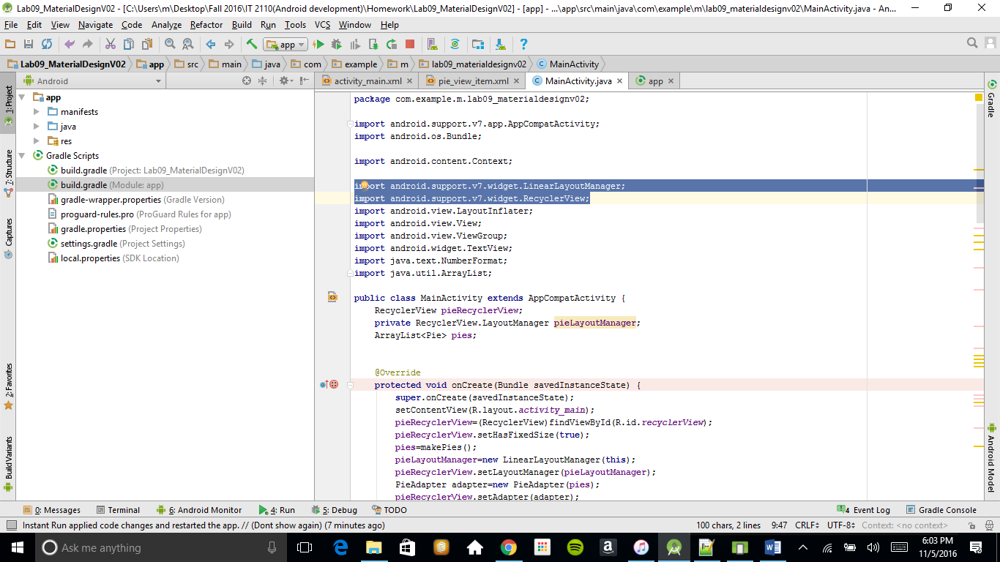 Lab09_MaterialDesignV02 - [C:\Users\m\Desktop\Fall 2016\IT 2110(Android development)\Homework\Lab09_MaterialDesignV02] - [app] - ...\app\src\main\java\com\example\m\lab09_materialdesignv02\MainActivity.java - An...
File Edit View Navigate Code Analyze Refactor Build Run Tools VCS Window Help
app
Lab09_MaterialDesignV02 app src main java com example m lab09_materialdesignv02 MainActivity
Android
activity_main.xml pie_view_item.xml MainActivity.java app
1: Project
7: Structure
Captures
2: Favorites
Build Variants
app
manifests
java
res
Gradle Scripts
build.gradle (Project: Lab09_MaterialDesignV02)
build.gradle (Module: app)
gradle-wrapper.properties (Gradle Version)
proguard-rules.pro (ProGuard Rules for app)
gradle.properties (Project Properties)
settings.gradle (Project Settings)
local.properties (SDK Location)
package com.example.m.lab09_materialdesignv02;
import android.support.v7.app.AppCompatActivity;
import android.os.Bundle;
import android.content.Context;
import android.support.v7.widget.LinearLayoutManager;
import android.support.v7.widget.RecyclerView;
import android.view.LayoutInflater;
import android.view.View;
import android.view.ViewGroup;
import android.widget.TextView;
import java.text.NumberFormat;
import java.util.ArrayList;
public class MainActivity extends AppCompatActivity {
RecyclerView pieRecyclerView;
private RecyclerView.LayoutManager pieLayoutManager;
ArrayList<Pie> pies;
@Override
protected void onCreate(Bundle savedInstanceState) {
super.onCreate(savedInstanceState);
setContentView(R.layout.activity_main);
pieRecyclerView=(RecyclerView)findViewById(R.id.recyclerView);
pieRecyclerView.setHasFixedSize(true);
pies=makePies();
pieLayoutManager=new LinearLayoutManager(this);
pieRecyclerView.setLayoutManager(pieLayoutManager);
PieAdapter adapter=new PieAdapter(pies);
pieRecyclerView.setAdapter(adapter);
Gradle
Android Model
0: Messages Terminal 6: Android Monitor 4: Run 5: Debug TODO 4 Event Log Gradle Console
Instant Run applied code changes and restarted the app. // (Dont show again) (7 minutes ago) 100 chars, 2 lines 9:47 CRLF UTF-8 Context: <no context>
Ask me anything
6:03 PM
11/5/2016